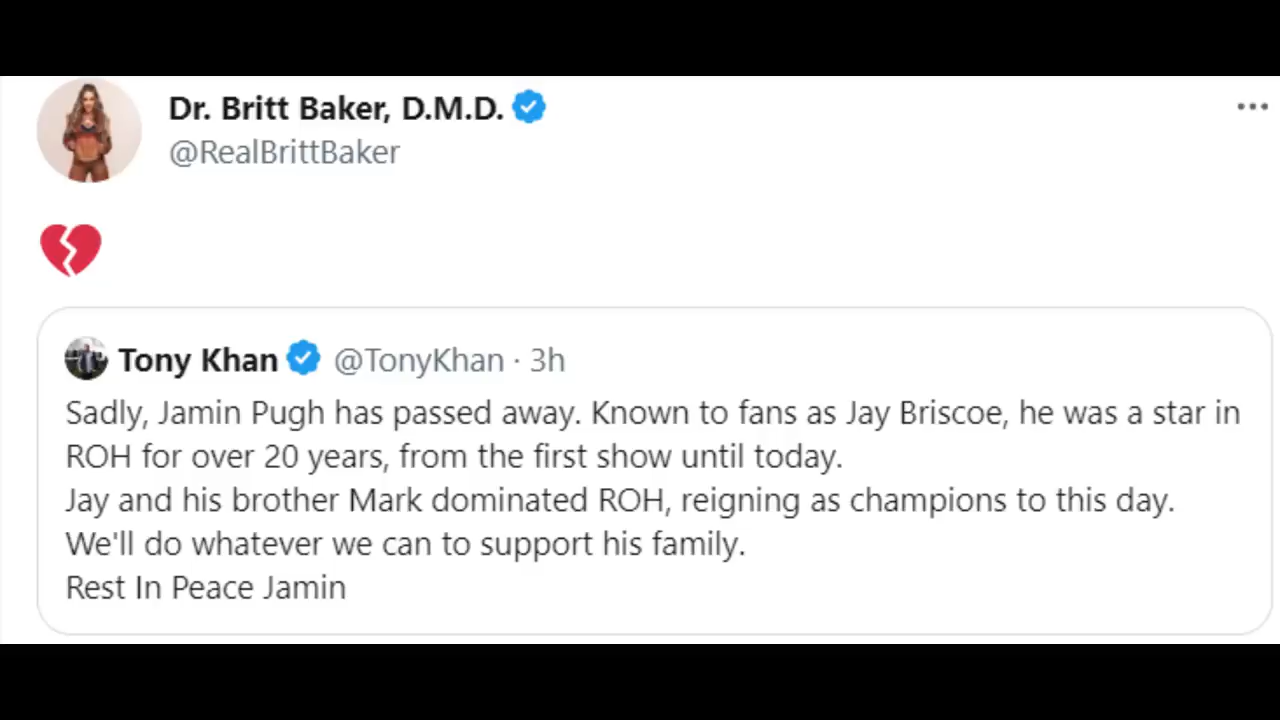 Dr. Britt Baker, D.M.D.
@RealBrittBaker
💔
Tony Khan @TonyKhan · 3h
Sadly, Jamin Pugh has passed away. Known to fans as Jay Briscoe, he was a star in
ROH for over 20 years, from the first show until today.
Jay and his brother Mark dominated ROH, reigning as champions to this day.
We'll do whatever we can to support his family.
Rest In Peace Jamin